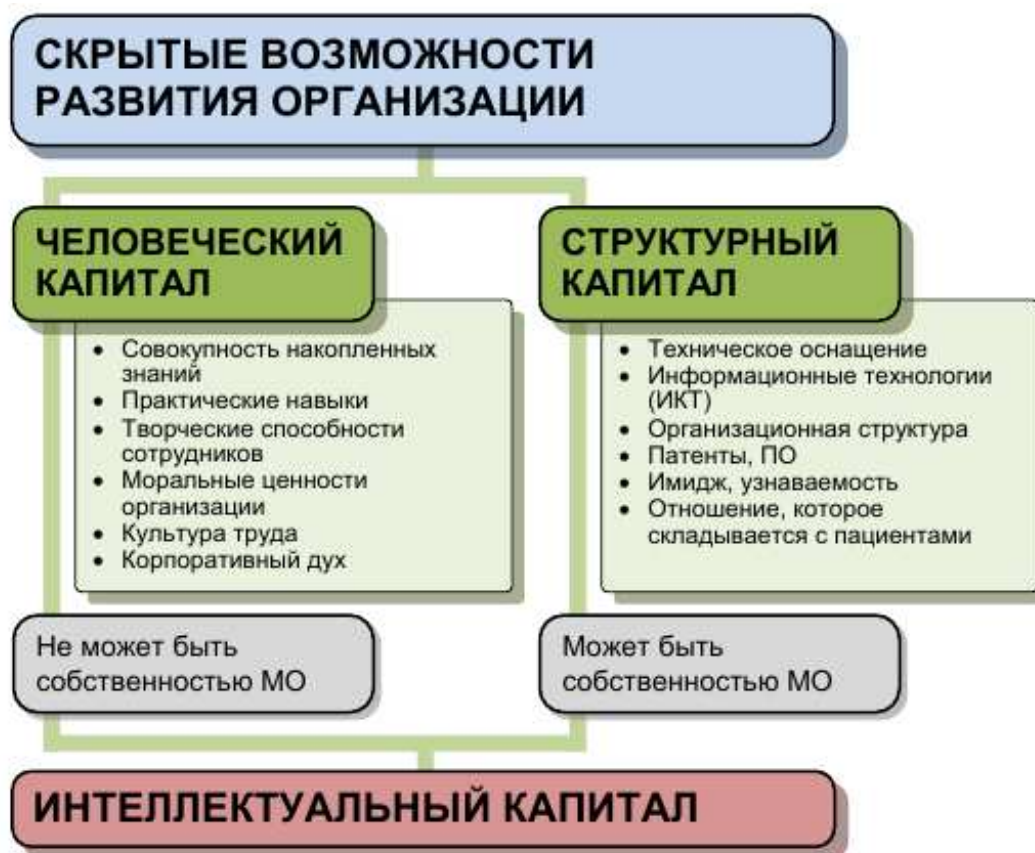 СКРЫТЫЕ ВОЗМОЖНОСТИ
РАЗВИТИЯ ОРГАНИЗАЦИИ
ЧЕЛОВЕЧЕСКИЙ
КАПИТАЛ
• Совокупность накопленных
знаний
• Практические навыки
• Творческие способности
сотрудников
• Моральные ценности
организации
• Культура труда
• Корпоративный дух
Не может быть
собственностью МО
СТРУКТУРНЫЙ
КАПИТАЛ
• Техническое оснащение
• Информационные технологии
(ИКТ)
• Организационная структура
• Патенты, ПО
• Имидж, узнаваемость
• Отношение, которое
складывается с пациентами
Может быть
собственностью МО
ИНТЕЛЛЕКТУАЛЬНЫЙ КАПИТАЛ